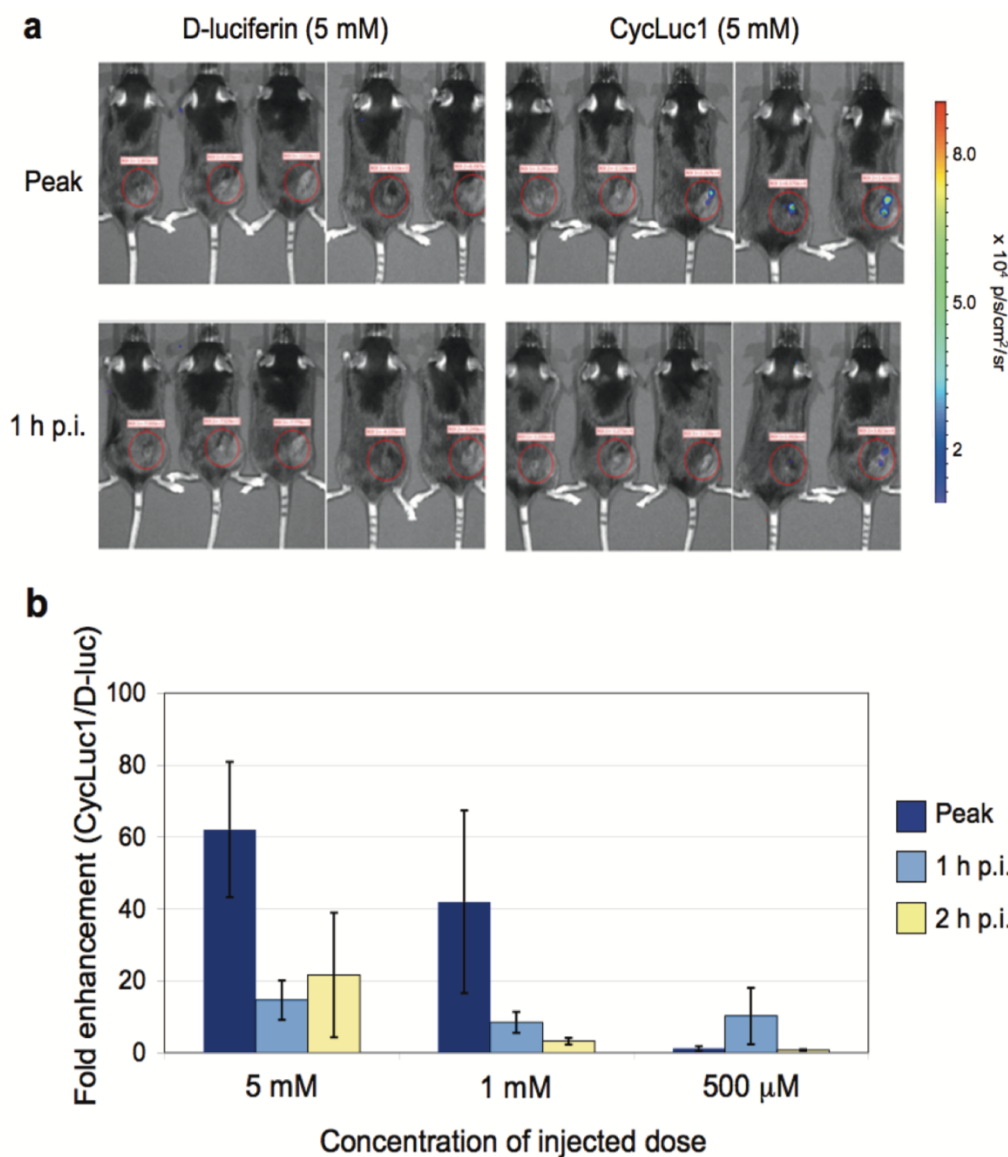 a
D-luciferin (5 mM)
CycLuc1 (5 mM)
Peak
1 h p.i.
8.0
5.0
2
x 10⁴ p/s/cm²/sr
b
Fold enhancement (CycLuc1/D-luc)
100
80
60
40
20
0
5 mM
1 mM
500 µM
Concentration of injected dose
Peak
1 h p.i.
2 h p.i.